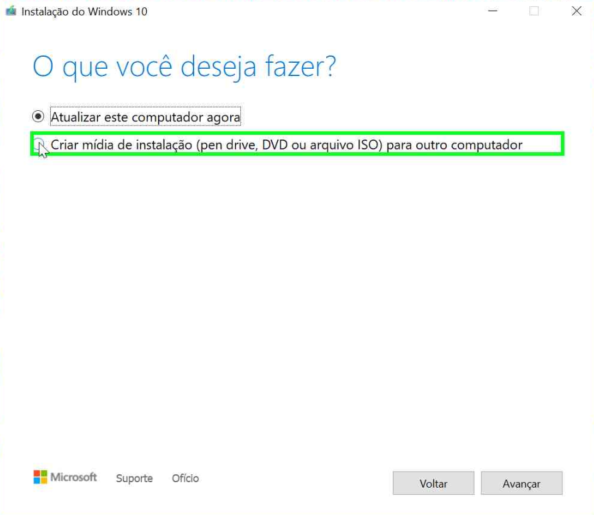 Instalação do Windows 10
O que você deseja fazer?
Atualizar este computador agora
Criar mídia de instalação (pen drive, DVD ou arquivo ISO) para outro computador
Microsoft Suporte Ofício Voltar Avançar